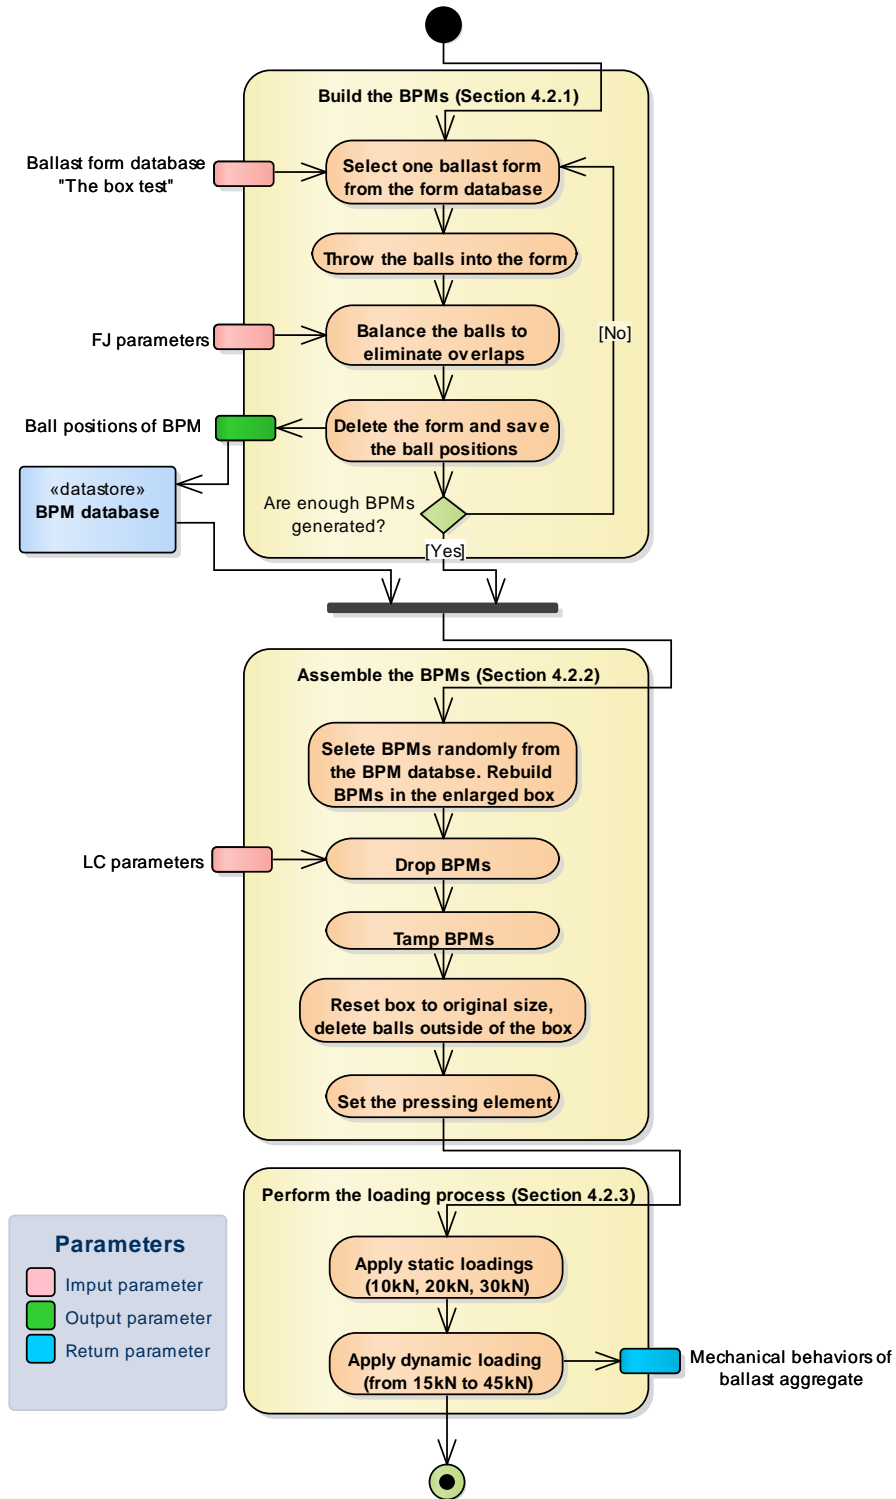 Build the BPMs (Section 4.2.1)
Ballast form database
"The box test"
Select one ballast form
from the form database
Throw the balls into the form
FJ parameters
Balance the balls to
eliminate overlaps
[No]
Ball positions of BPM
Delete the form and save
the ball positions
«datastore»
BPM database
Are enough BPMs
generated?
[Yes]
Assemble the BPMs (Section 4.2.2)
Selete BPMs randomly from
the BPM databse. Rebuild
BPMs in the enlarged box
LC parameters
Drop BPMs
Tamp BPMs
Reset box to original size,
delete balls outside of the box
Set the pressing element
Perform the loading process (Section 4.2.3)
Parameters
Imput parameter
Output parameter
Return parameter
Apply static loadings
(10kN, 20kN, 30kN)
Apply dynamic loading
(from 15kN to 45kN)
Mechanical behaviors of
ballast aggregate